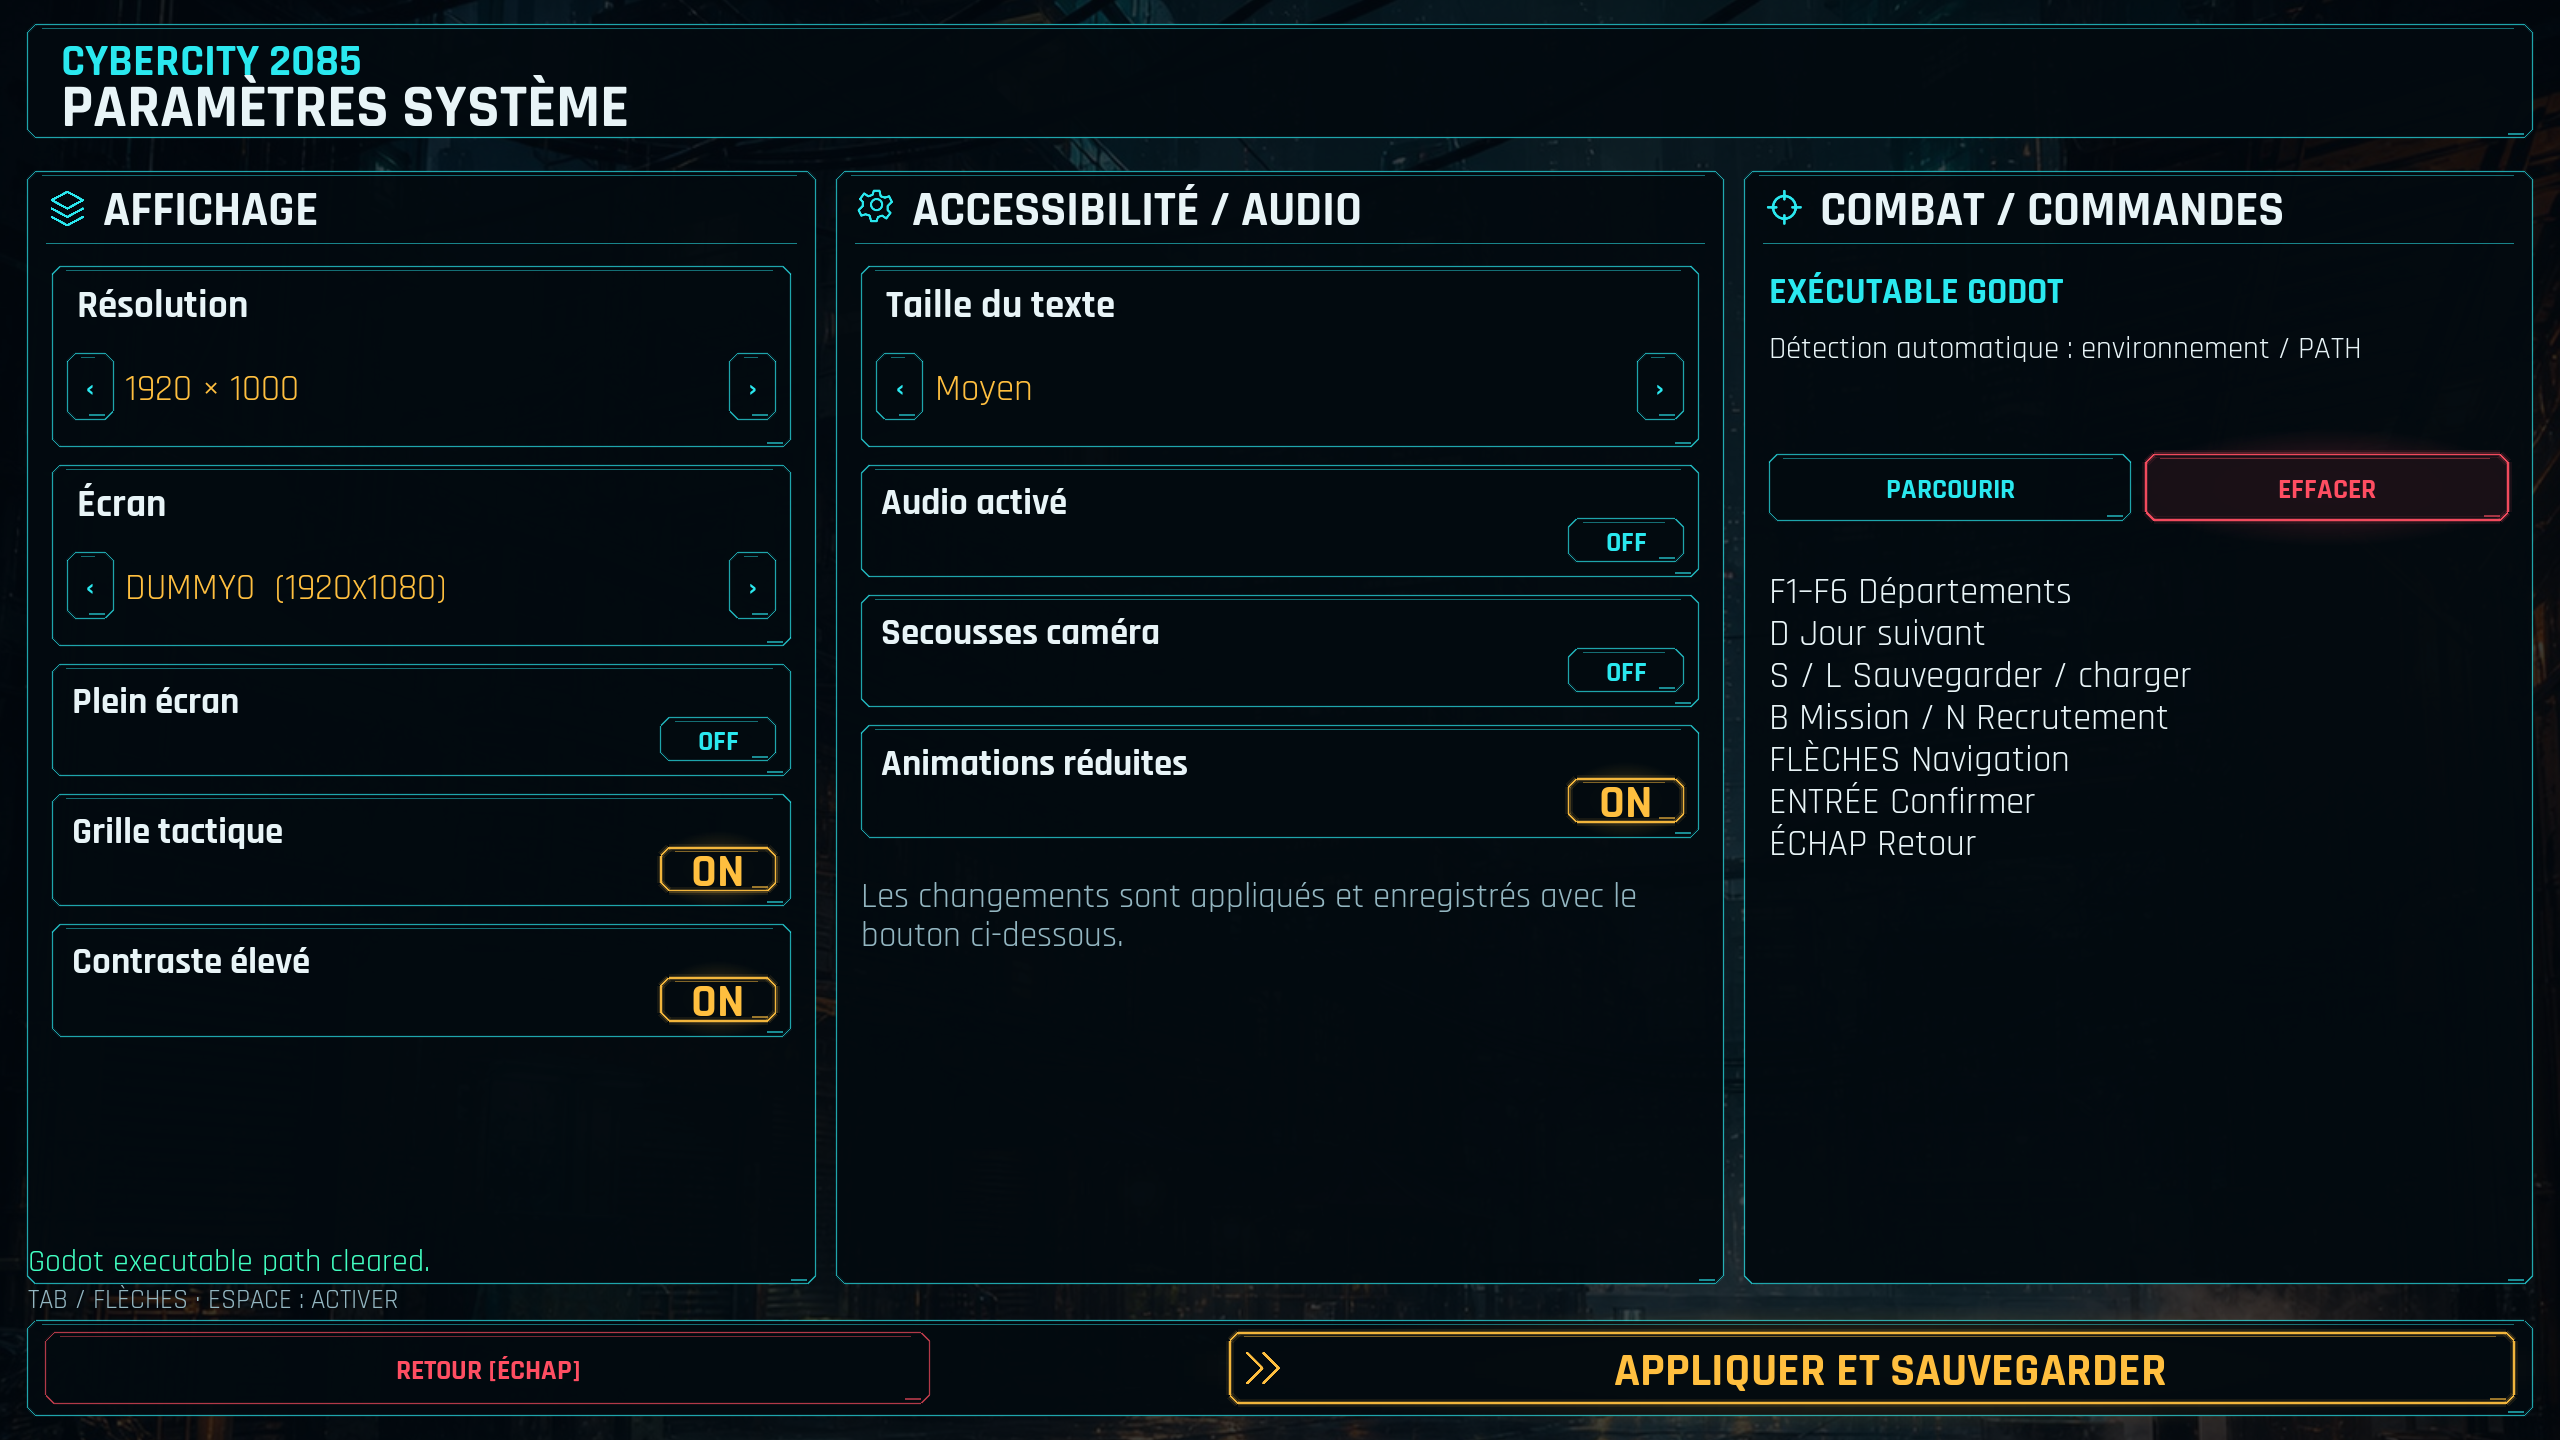 CYBERCITY 2085
PARAMÈTRES SYSTÈME
AFFICHAGE
Résolution
‹ 1920 × 1000 ›
Écran
‹ DUMMY0 (1920x1080) ›
Plein écran
OFF
Grille tactique
ON
Contraste élevé
ON
ACCESSIBILITÉ / AUDIO
Taille du texte
‹ Moyen ›
Audio activé
OFF
Secousses caméra
OFF
Animations réduites
ON
Les changements sont appliqués et enregistrés avec le
bouton ci-dessous.
COMBAT / COMMANDES
EXÉCUTABLE GODOT
Détection automatique : environnement / PATH
PARCOURIR
EFFACER
F1–F6 Départements
D Jour suivant
S / L Sauvegarder / charger
B Mission / N Recrutement
FLÈCHES Navigation
ENTRÉE Confirmer
ÉCHAP Retour
Godot executable path cleared.
TAB / FLÈCHES · ESPACE : ACTIVER
RETOUR [ÉCHAP]
APPLIQUER ET SAUVEGARDER